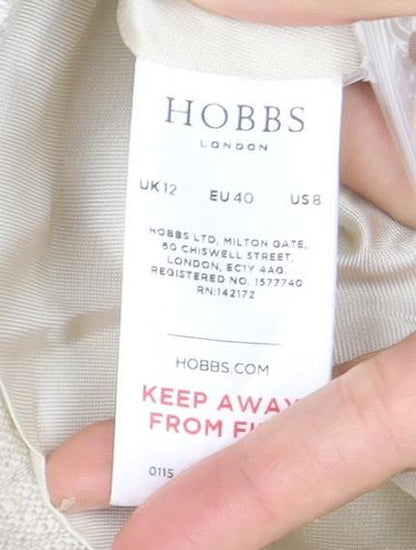 HOBBS
LONDON
UK 12 EU 40 US 8
HOBBS LTD, MILTON GATE,
60 CHISWELL STREET,
LONDON, EC1Y 4AG.
REGISTERED NO. 1577740
RN:142172
HOBBS.COM
KEEP AWAY
FROM
0115